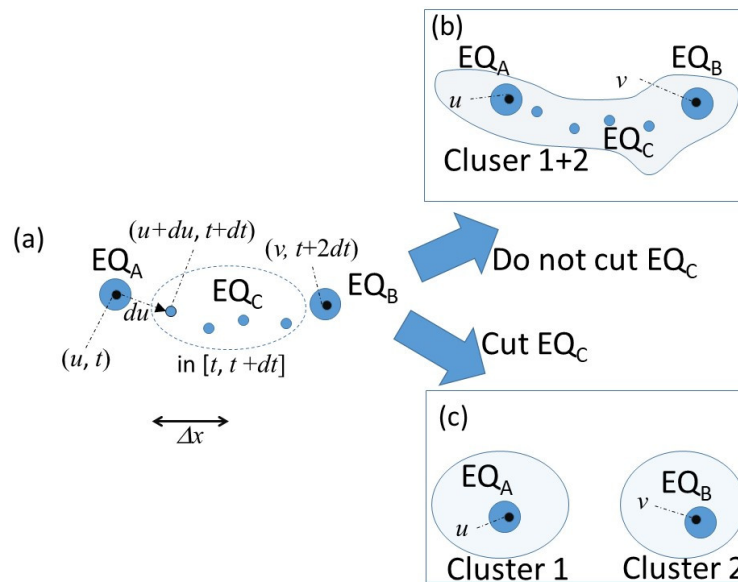 (a)
(u+du, t+dt)
(v, t+2dt)
EQA
EQC
EQB
du
(u, t)
in [t, t +dt]
Δx
(b)
EQA
EQB
u
v
EQC
Cluser 1+2
Do not cut EQC
Cut EQC
(c)
EQA
EQB
u
v
Cluster 1
Cluster 2